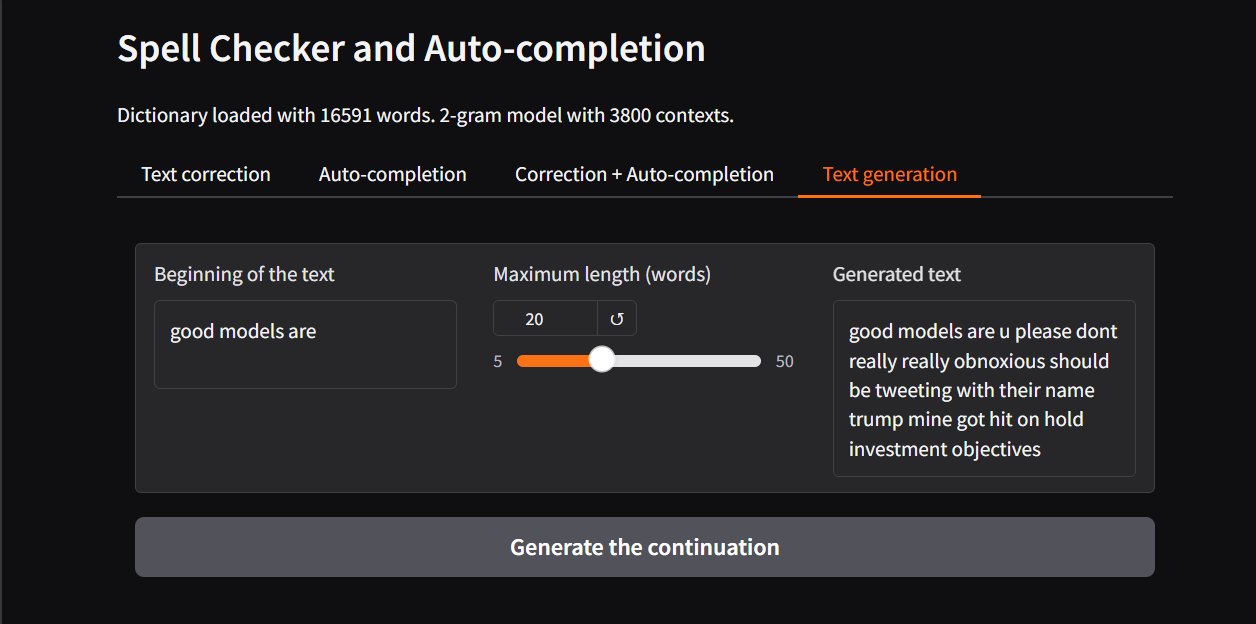 Spell Checker and Auto-completion
Dictionary loaded with 16591 words. 2-gram model with 3800 contexts.
Text correction Auto-completion Correction + Auto-completion Text generation
Beginning of the text
good models are
Maximum length (words)
20 ↺
5 50
Generated text
good models are u please dont
really really obnoxious should
be tweeting with their name
trump mine got hit on hold
investment objectives
Generate the continuation